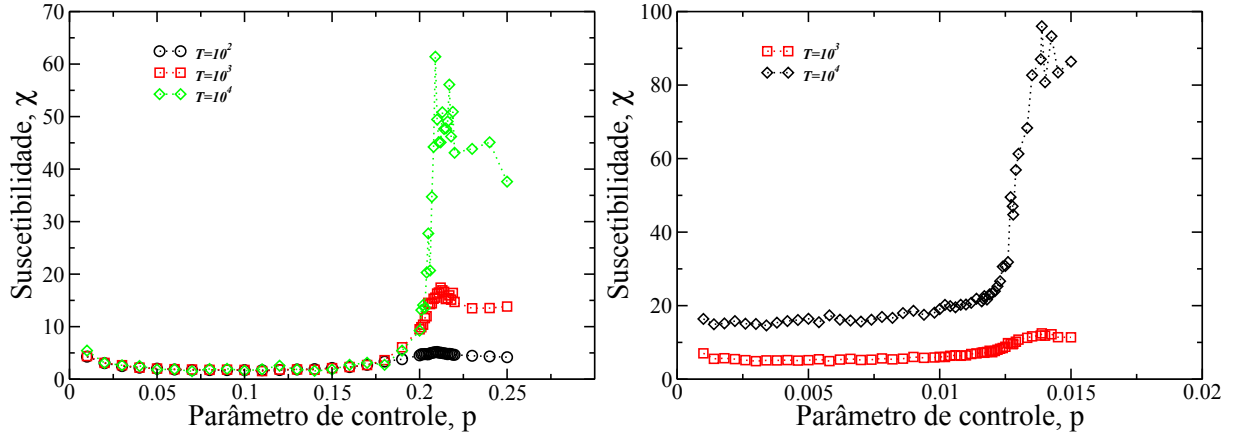 70
60
50
40
30
20
10
0
Suscetibilidade, χ
T=10²
T=10³
T=10⁴
0 0.05 0.1 0.15 0.2 0.25
Parâmetro de controle, p
100
80
60
40
20
0
Suscetibilidade, χ
T=10³
T=10⁴
0 0.005 0.01 0.015 0.02
Parâmetro de controle, p